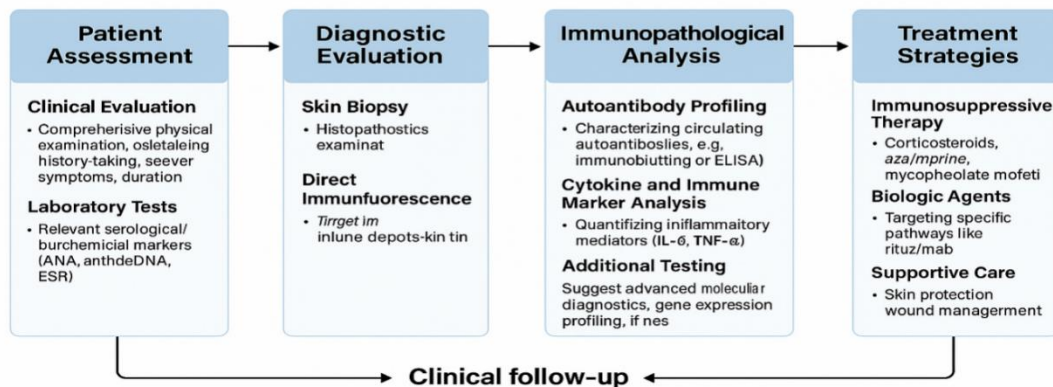 Patient
Assessment
Clinical Evaluation
• Compreherisive physical
examination, osletaleing
history-taking, seever
symptoms, duration
Laboratory Tests
• Relevant serological/
burchemicial markers
(ANA, anthdeDNA,
ESR)
Diagnostic
Evaluation
Skin Biopsy
• Histopathostics
examinat
Direct
Immunfuorescence
• Tirrget im
inlune depots-kin tin
Immunopathological
Analysis
Autoantibody Profiling
• Characterizing circulating
autoantiboslies, e.g,
immunobiutting or ELISA)
Cytokine and Immune
Marker Analysis
• Quantifizing iniflammaitory
mediators (IL-6, TNF-α)
Additional Testing
Suggest advanced moleculiar
diagnostics, gene expression
profiling, if nes
Treatment
Strategies
Immunosuppressive
Therapy
• Corticosteroids,
aza/mprine,
mycopheolate mofeti
Biologic Agents
• Targeting specific
pathways like
rituz/mab
Supportive Care
• Skin protection
wound managerment
Clinical follow-up